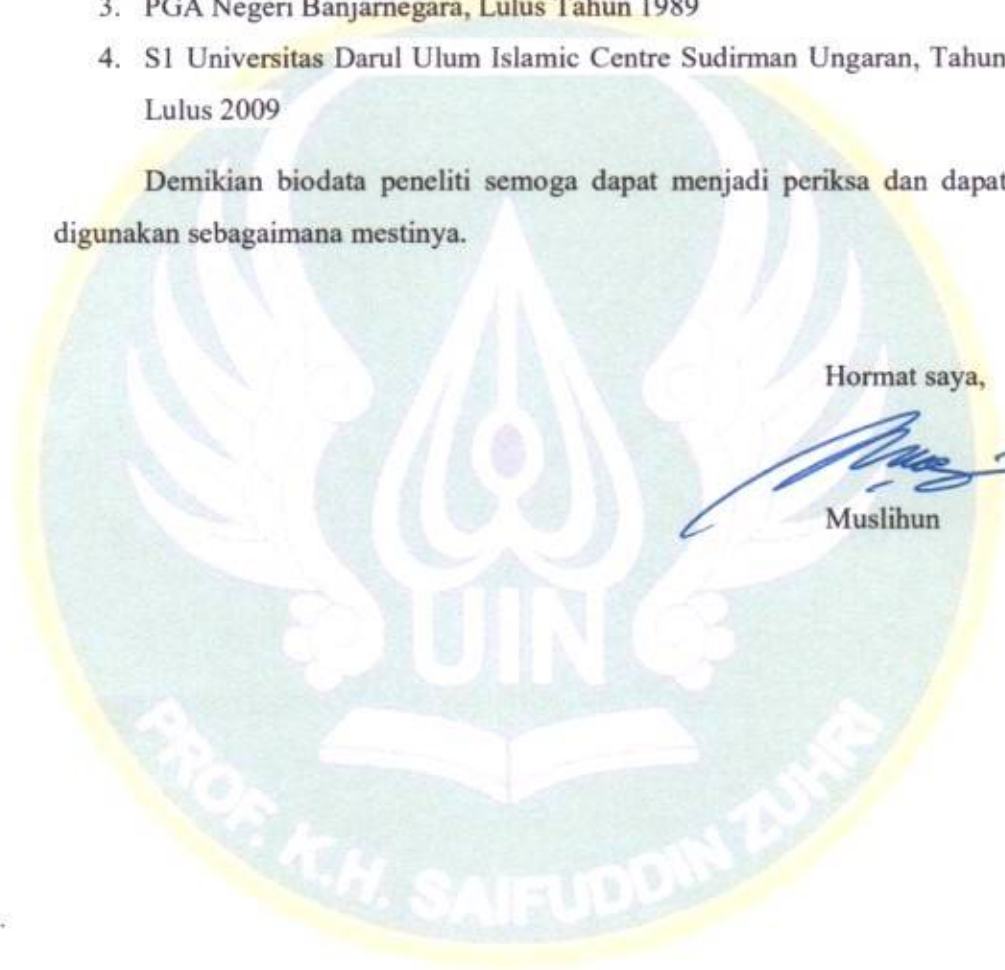 3. PGA Negeri Banjarnegara, Lulus Tahun 1989
4. S1 Universitas Darul Ulum Islamic Centre Sudirman Ungaran, Tahun
Lulus 2009
Demikian biodata peneliti semoga dapat menjadi periksa dan dapat
digunakan sebagaimana mestinya.
Hormat saya,
Muslihun
UIN
PROF. K.H. SAIFUDDIN ZUHRI